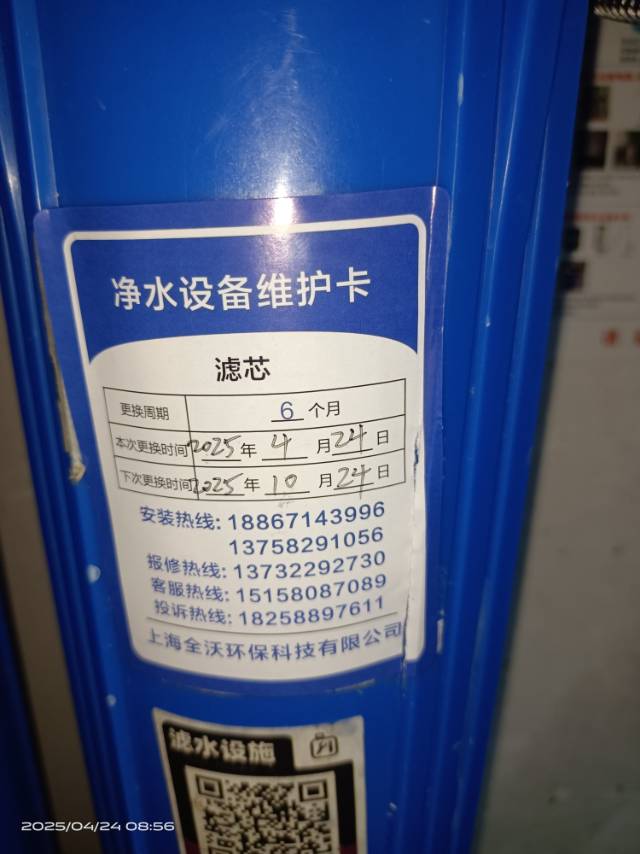 净水设备维护卡
滤芯
更换周期 6 个月
本次更换时间 2025 年 4 月 24 日
下次更换时间 2025 年 10 月 24 日
安装热线: 18867143996
13758291056
报修热线: 13732292730
客服热线: 15158087089
投诉热线: 18258897611
上海全沃环保科技有限公司
滤水设施
2025/04/24 08:56